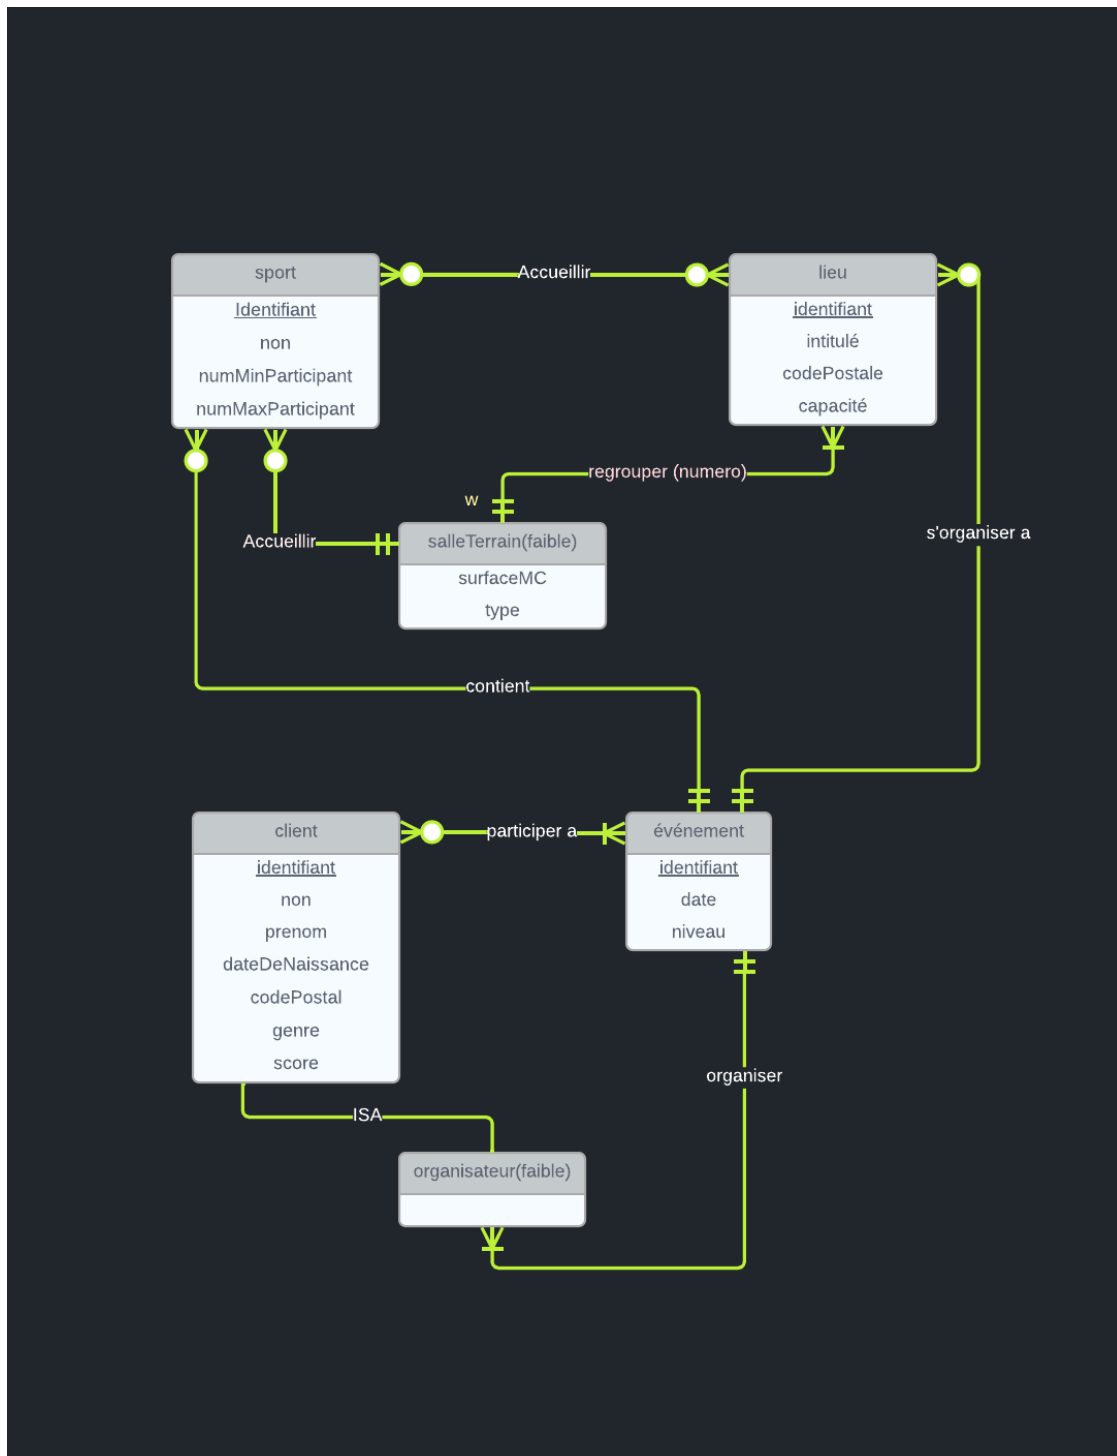 sport
Identifiant
non
numMinParticipant
numMaxParticipant
Accueillir
lieu
identifiant
intitulé
codePostale
capacité
regrouper (numero)
w
s'organiser a
Accueillir
salleTerrain(faible)
surfaceMC
type
contient
client
identifiant
non
prenom
dateDeNaissance
codePostal
genre
score
participer a
événement
identifiant
date
niveau
organiser
ISA
organisateur(faible)